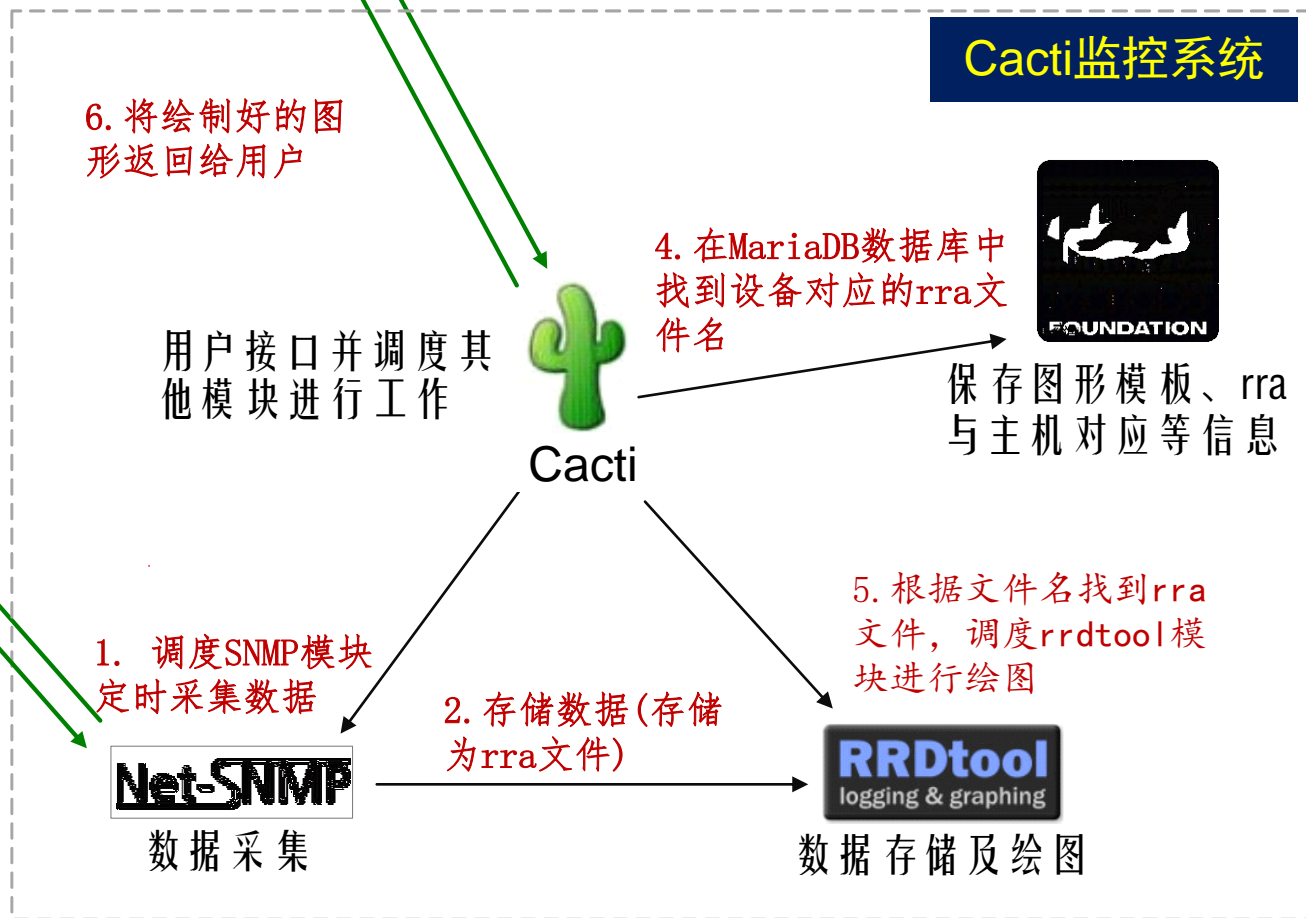 Cacti监控系统
6.将绘制好的图
形返回给用户
4.在MariaDB数据库中
找到设备对应的rra文
件名
FOUNDATION
用户接口并调度其
他模块进行工作
保存图形模板、rra
与主机对应等信息
Cacti
5.根据文件名找到rra
文件，调度rrdtool模
块进行绘图
1. 调度SNMP模块
定时采集数据
2.存储数据(存储
为rra文件)
Net-SNMP
RRDtool
logging & graphing
数据采集
数据存储及绘图